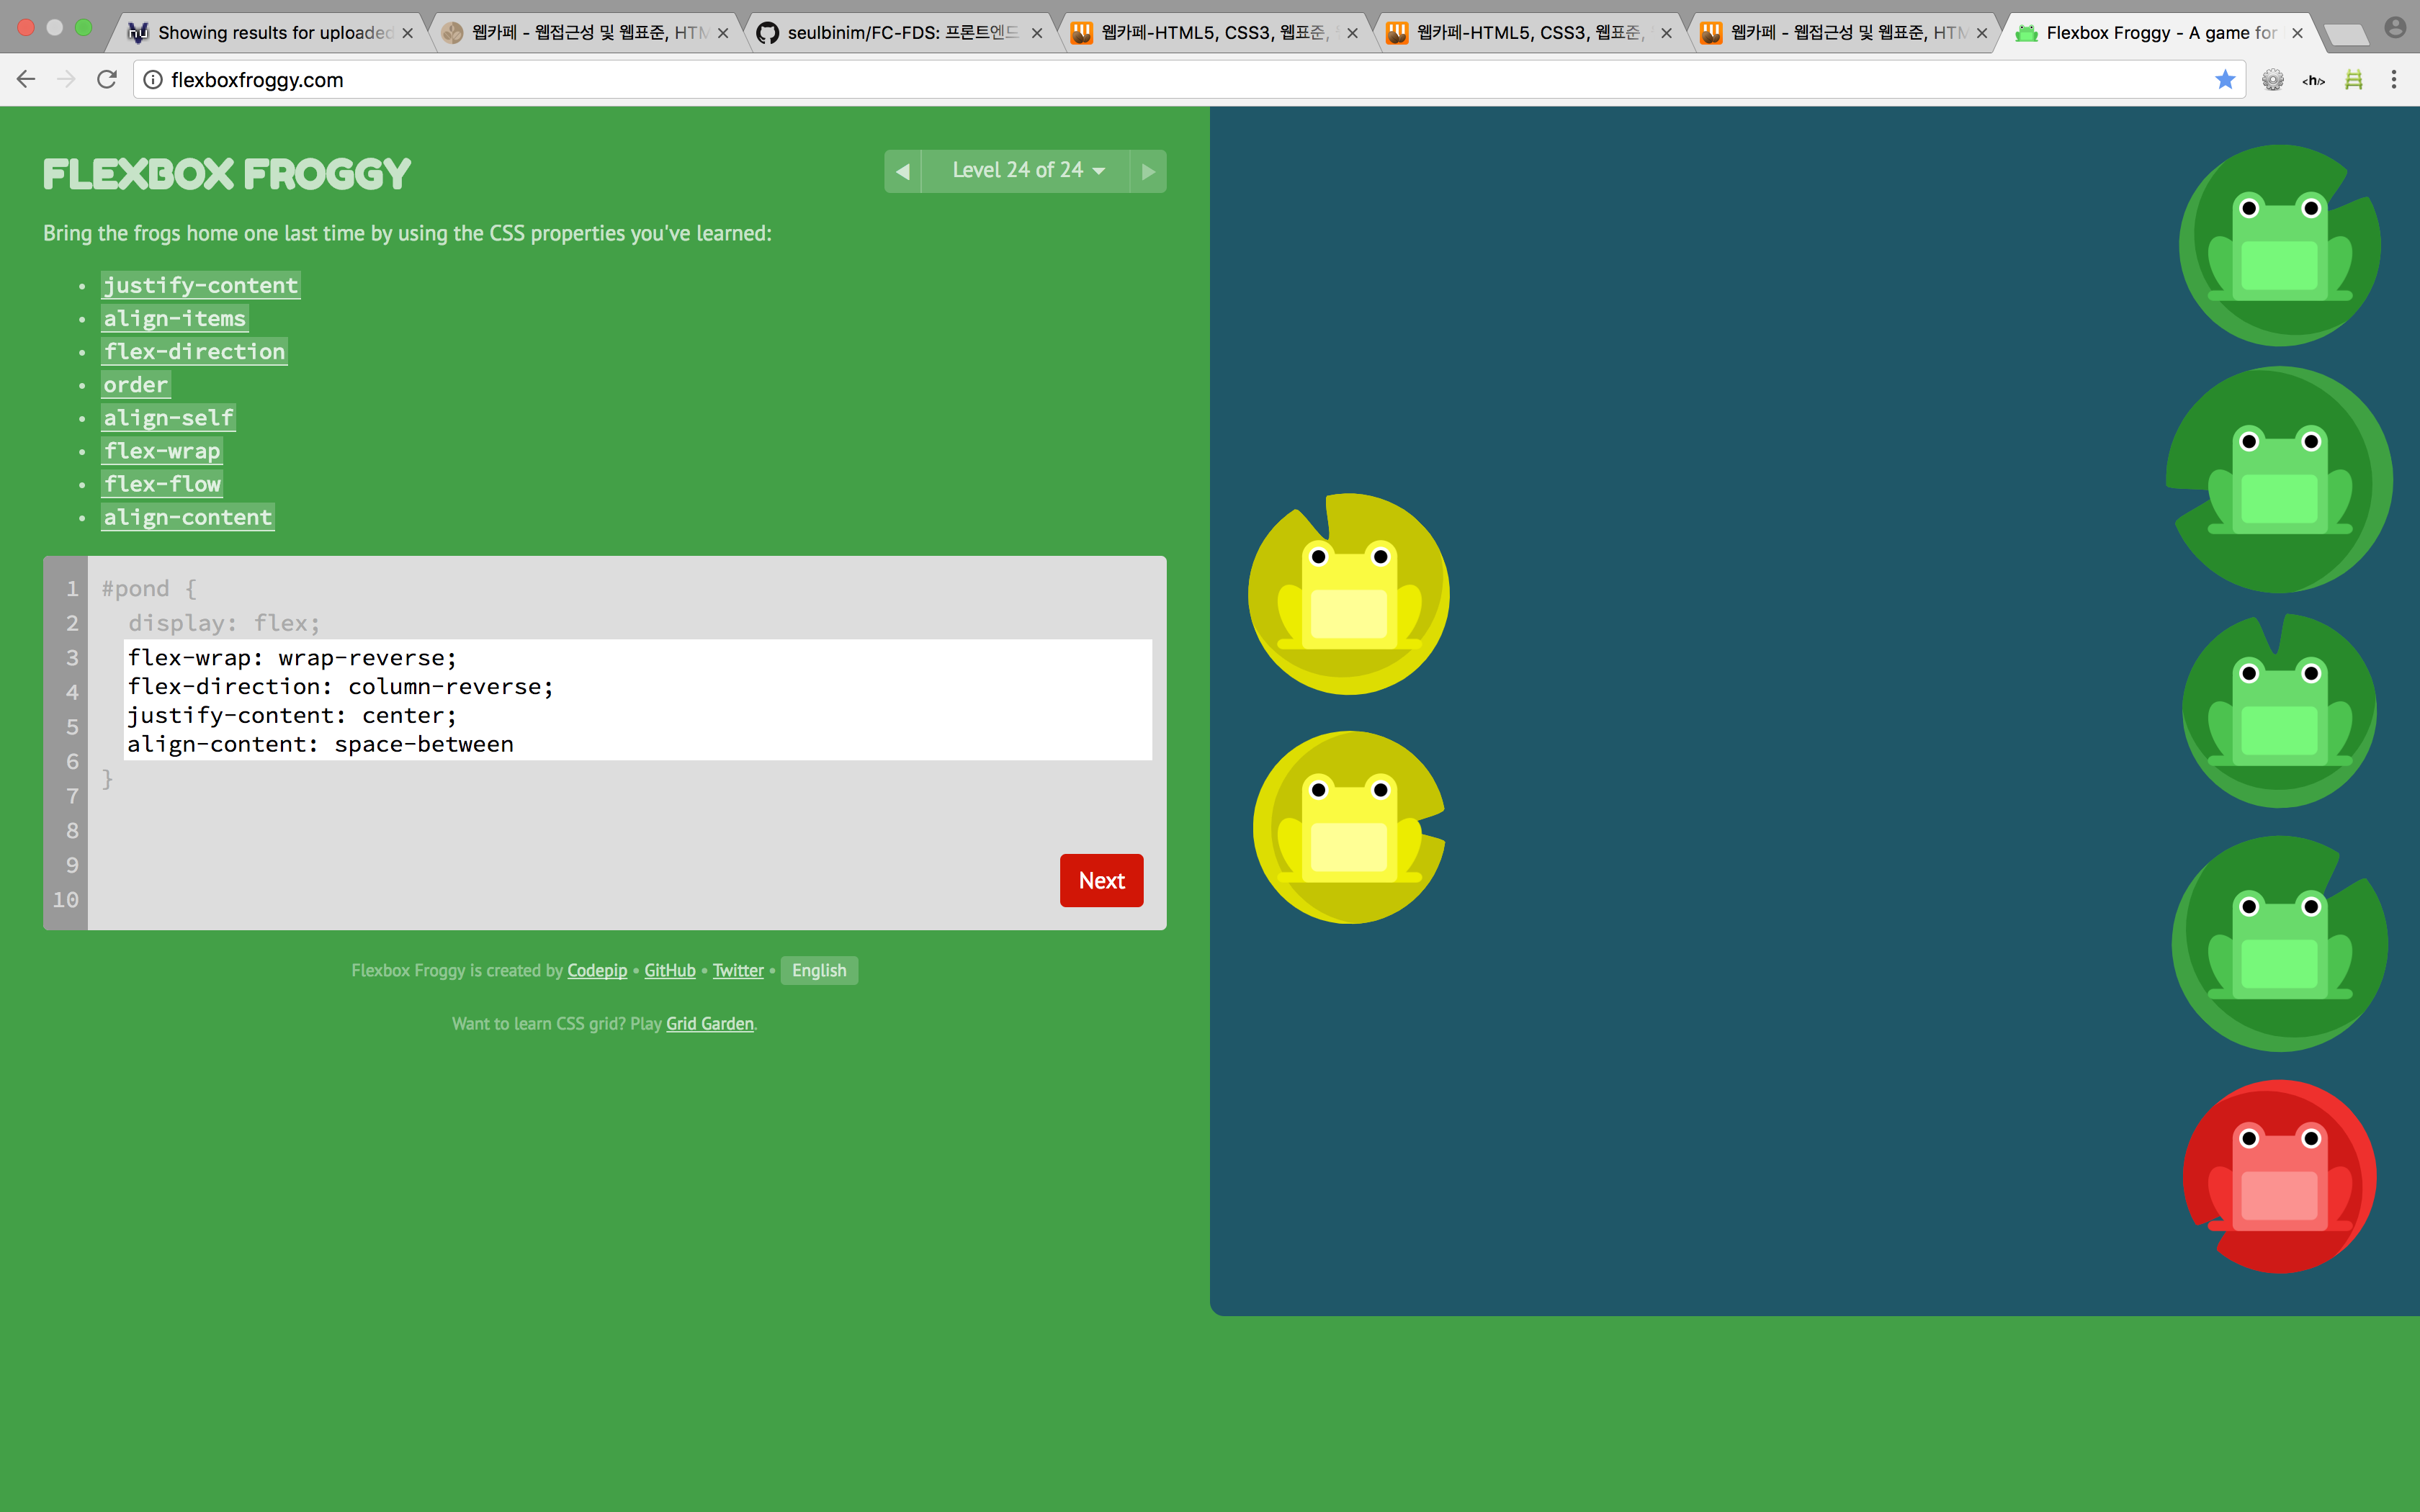 Showing results for uploaded
웹카페 - 웹접근성 및 웹표준, HTM
seulbinim/FC-FDS: 프론트엔드
웹카페-HTML5, CSS3, 웹표준,
웹카페-HTML5, CSS3, 웹표준,
웹카페 - 웹접근성 및 웹표준, HTM
Flexbox Froggy - A game for
flexboxfroggy.com
<h/>
FLEXBOX FROGGY
Level 24 of 24
Bring the frogs home one last time by using the CSS properties you've learned:
• justify-content
• align-items
• flex-direction
• order
• align-self
• flex-wrap
• flex-flow
• align-content
1 #pond {
2 display: flex;
3 flex-wrap: wrap-reverse;
4 flex-direction: column-reverse;
5 justify-content: center;
6 align-content: space-between
7 }
8
9
10
Next
Flexbox Froggy is created by Codepip • GitHub • Twitter • English
Want to learn CSS grid? Play Grid Garden.